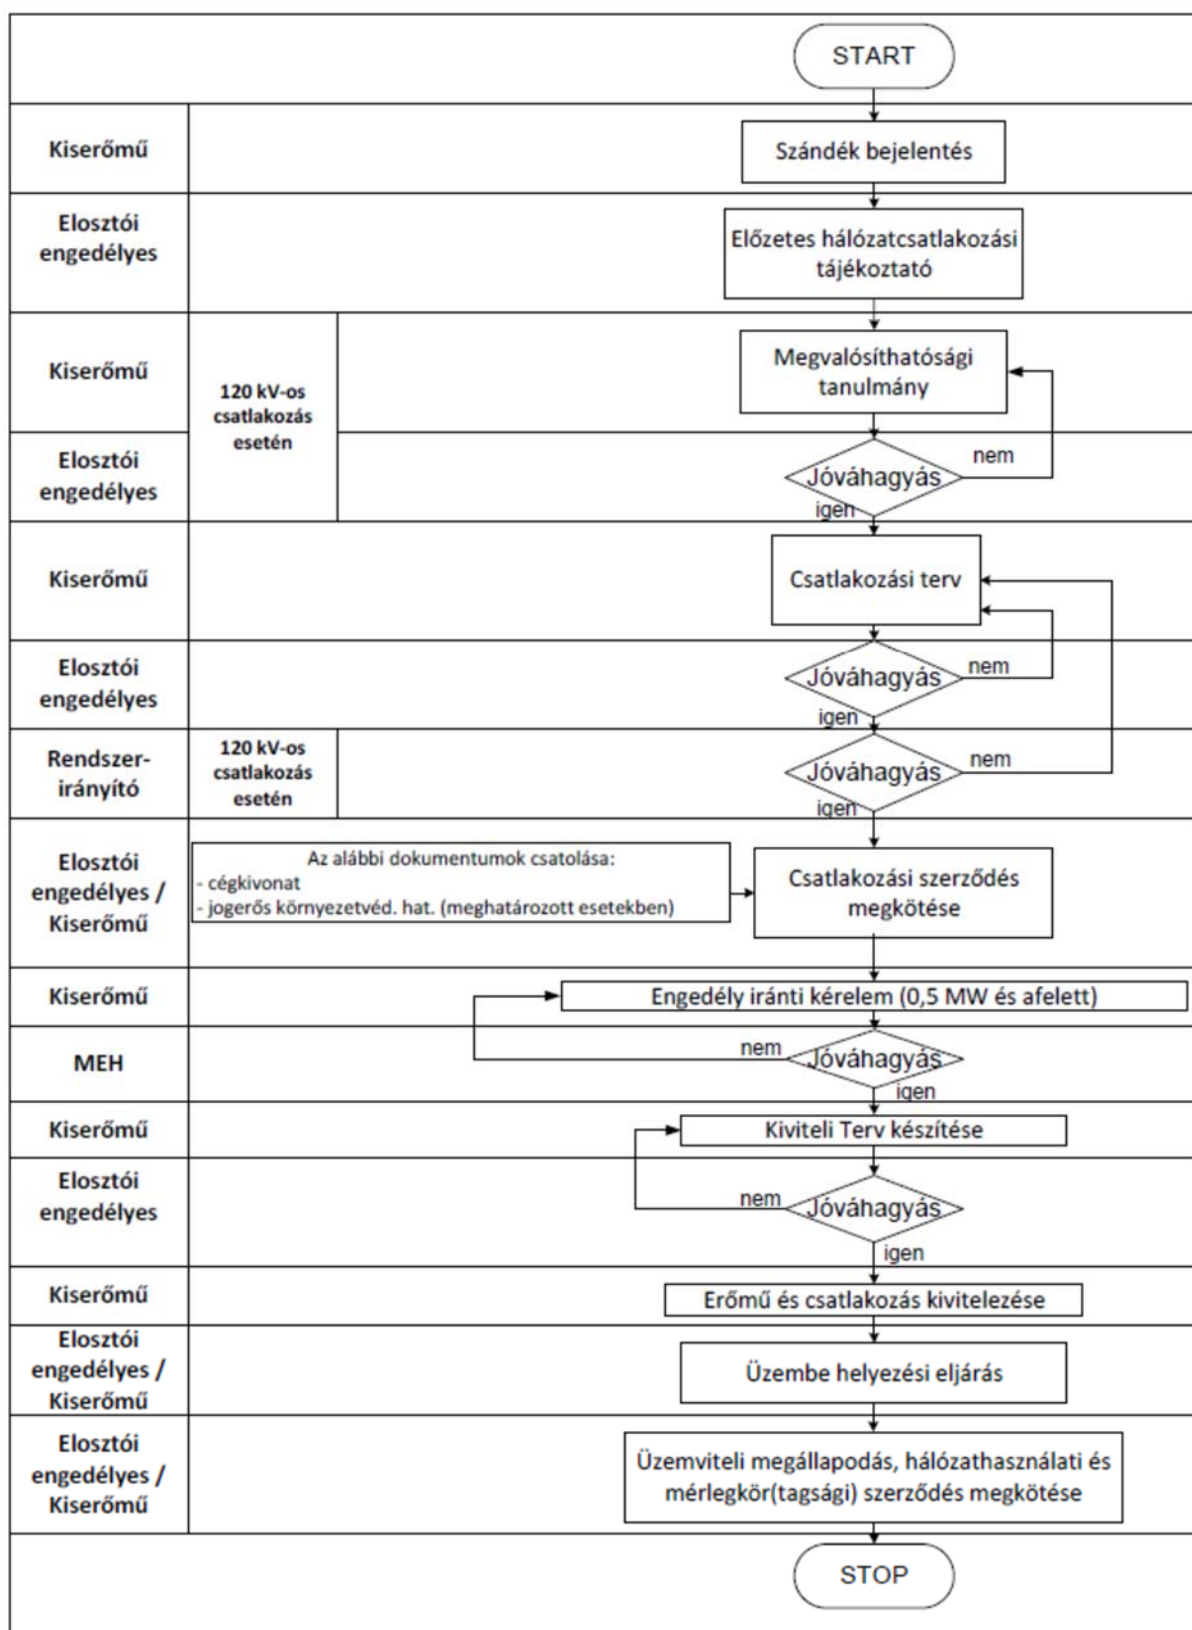 START
Kiserőmű
Szándék bejelentés
Elosztói
engedélyes
Előzetes hálózatcsatlakozási
tájékoztató
Kiserőmű
120 kV-os
csatlakozás
esetén
Megvalósíthatósági
tanulmány
Elosztói
engedélyes
Jóváhagyás
nem
igen
Kiserőmű
Csatlakozási terv
Elosztói
engedélyes
Jóváhagyás
nem
igen
Rendszer-
irányító
120 kV-os
csatlakozás
esetén
Jóváhagyás
nem
igen
Elosztói
engedélyes /
Kiserőmű
Az alábbi dokumentumok csatolása:
- cégkivonat
- jogerős környezetvéd. hat. (meghatározott esetekben)
Csatlakozási szerződés
megkötése
Kiserőmű
Engedély iránti kérelem (0,5 MW és afelett)
MEH
nem
Jóváhagyás
igen
Kiserőmű
Kiviteli Terv készítése
Elosztói
engedélyes
nem
Jóváhagyás
igen
Kiserőmű
Erőmű és csatlakozás kivitelezése
Elosztói
engedélyes /
Kiserőmű
Üzembe helyezési eljárás
Elosztói
engedélyes /
Kiserőmű
Üzemviteli megállapodás, hálózathasználati és
mérlegkör(tagsági) szerződés megkötése
STOP